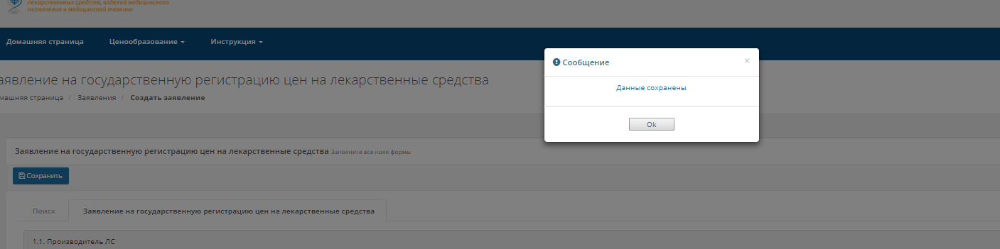 лекарственных средств, изделий медицинского
назначения и медицинской техники
Домашняя страница Ценообразование Инструкция
Сообщение ×
Данные сохранены
Ok
аявление на государственную регистрацию цен на лекарственные средства
машняя страница / Заявления / Создать заявление
Заявление на государственную регистрацию цен на лекарственные средства Заполните все поля формы
Сохранить
Поиск Заявление на государственную регистрацию цен на лекарственные средства
1.1. Производитель ЛС